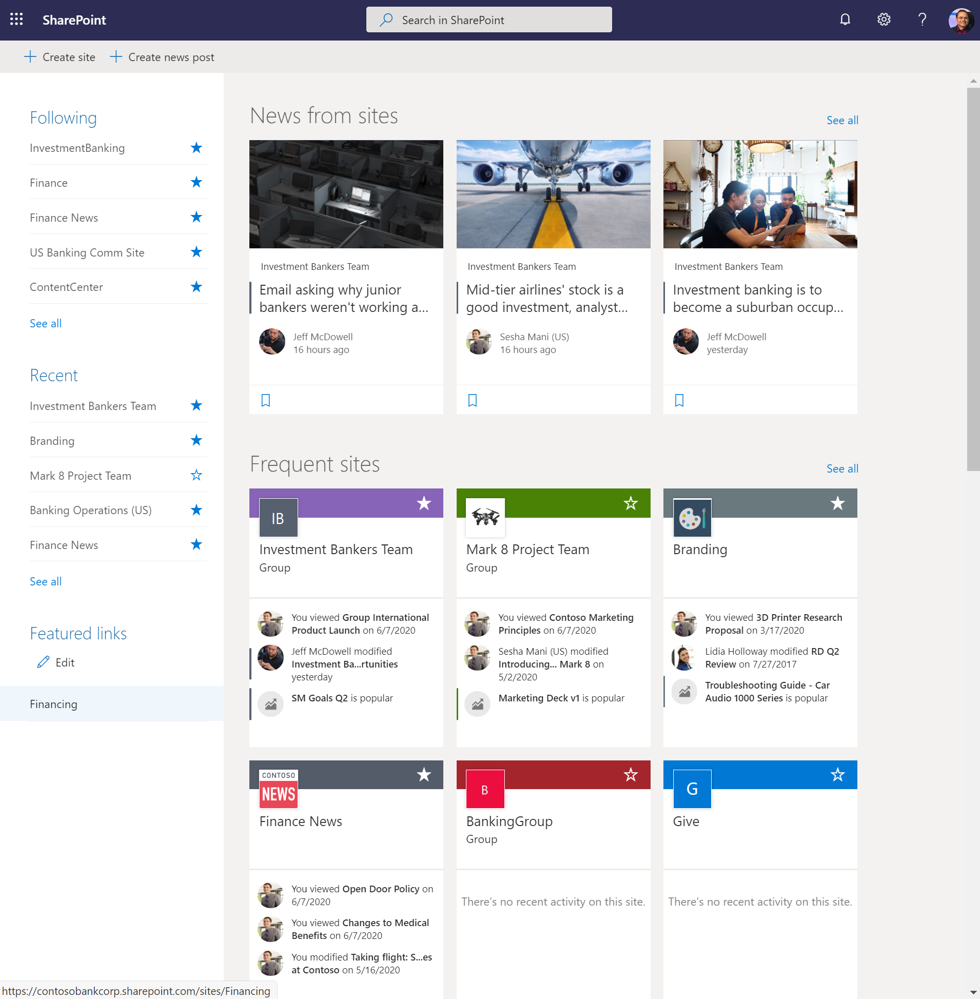 SharePoint
Search in SharePoint
Create site
Create news post
Following
InvestmentBanking
Finance
Finance News
US Banking Comm Site
ContentCenter
See all
Recent
Investment Bankers Team
Branding
Mark 8 Project Team
Banking Operations (US)
Finance News
See all
Featured links
Edit
Financing
News from sites
See all
Investment Bankers Team
Email asking why junior
bankers weren't working a...
Jeff McDowell
16 hours ago
Investment Bankers Team
Mid-tier airlines' stock is a
good investment, analyst...
Sesha Mani (US)
16 hours ago
Investment Bankers Team
Investment banking is to
become a suburban occup...
Jeff McDowell
yesterday
Frequent sites
See all
IB
Investment Bankers Team
Group
You viewed Group International
Product Launch on 6/7/2020
Jeff McDowell modified
Investment Ba...rtunities
yesterday
SM Goals Q2 is popular
Mark 8 Project Team
Group
You viewed Contoso Marketing
Principles on 6/7/2020
Sesha Mani (US) modified
Introducing... Mark 8 on
5/2/2020
Marketing Deck v1 is popular
Branding
You viewed 3D Printer Research
Proposal on 3/17/2020
Lidia Holloway modified RD Q2
Review on 7/27/2017
Troubleshooting Guide - Car
Audio 1000 Series is popular
CONTOSO
NEWS
Finance News
You viewed Open Door Policy on
6/7/2020
You viewed Changes to Medical
Benefits on 6/7/2020
You modified Taking flight: S...es
at Contoso on 5/16/2020
B
BankingGroup
Group
There's no recent activity on this site.
G
Give
There's no recent activity on this site.
https://contosobankcorp.sharepoint.com/sites/Financing